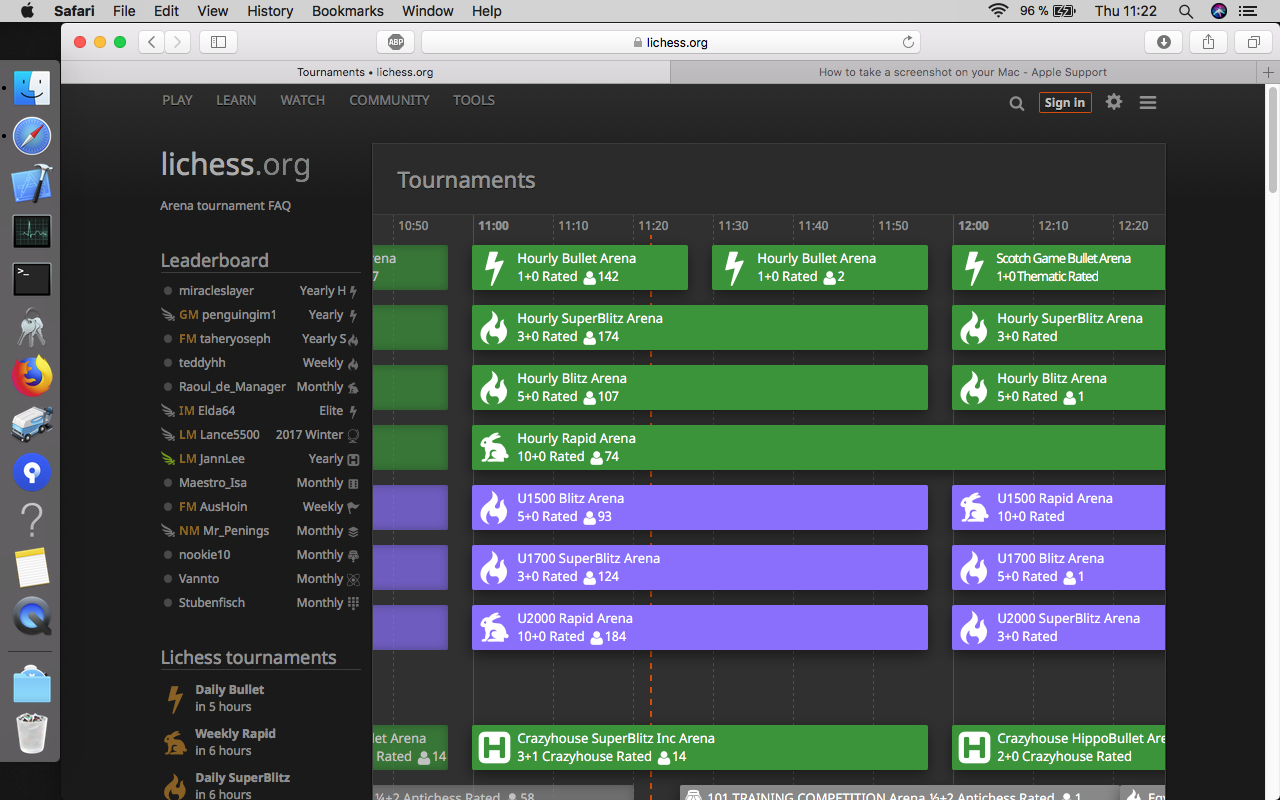 Safari File Edit View History Bookmarks Window Help 96 % Thu 11:22
ABP lichess.org
Tournaments • lichess.org
How to take a screenshot on your Mac - Apple Support
PLAY LEARN WATCH COMMUNITY TOOLS Sign in
lichess.org
Arena tournament FAQ
Leaderboard
miracleslayer Yearly H
GM penguingim1 Yearly
FM taheryoseph Yearly S
teddyhh Weekly
Raoul_de_Manager Monthly
IM Elda64 Elite
LM Lance5500 2017 Winter
LM JannLee Yearly
Maestro_Isa Monthly
FM AusHoin Weekly
NM Mr_Penings Monthly
nookie10 Monthly
Vannto Monthly
Stubenfisch Monthly
Lichess tournaments
Daily Bullet
in 5 hours
Weekly Rapid
in 6 hours
Daily SuperBlitz
in 6 hours
Tournaments
10:50 11:00 11:10 11:20 11:30 11:40 11:50 12:00 12:10 12:20
ena
7
Hourly Bullet Arena
1+0 Rated 142
Hourly Bullet Arena
1+0 Rated 2
Scotch Game Bullet Arena
1+0 Thematic Rated
Hourly SuperBlitz Arena
3+0 Rated 174
Hourly SuperBlitz Arena
3+0 Rated
Hourly Blitz Arena
5+0 Rated 107
Hourly Blitz Arena
5+0 Rated 1
Hourly Rapid Arena
10+0 Rated 74
U1500 Blitz Arena
5+0 Rated 93
U1500 Rapid Arena
10+0 Rated
U1700 SuperBlitz Arena
3+0 Rated 124
U1700 Blitz Arena
5+0 Rated 1
U2000 Rapid Arena
10+0 Rated 184
U2000 SuperBlitz Arena
3+0 Rated
let Arena
Rated 14
Crazyhouse SuperBlitz Inc Arena
3+1 Crazyhouse Rated 14
Crazyhouse HippoBullet Are
2+0 Crazyhouse Rated
½+2 Antichess Rated 58
101 TRAINING COMPETITION Arena ½+2 Antichess Rated 1